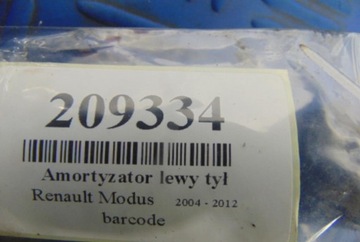 209334
Amortyzator lewy tył
Renault Modus 2004 - 2012
barcode